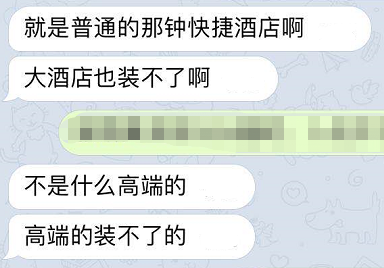 就是普通的那钟快捷酒店啊
大酒店也装不了啊
不是什么高端的
高端的装不了的